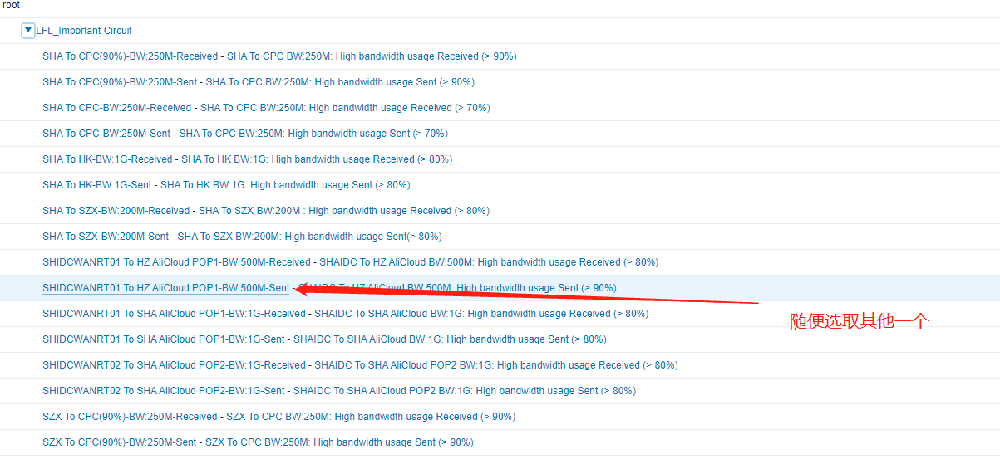 root
LFL_Important Circuit
SHA To CPC(90%)-BW:250M-Received - SHA To CPC BW:250M: High bandwidth usage Received (> 90%)
SHA To CPC(90%)-BW:250M-Sent - SHA To CPC BW:250M: High bandwidth usage Sent (> 90%)
SHA To CPC-BW:250M-Received - SHA To CPC BW:250M: High bandwidth usage Received (> 70%)
SHA To CPC-BW:250M-Sent - SHA To CPC BW:250M: High bandwidth usage Sent (> 70%)
SHA To HK-BW:1G-Received - SHA To HK BW:1G: High bandwidth usage Received (> 80%)
SHA To HK-BW:1G-Sent - SHA To HK BW:1G: High bandwidth usage Sent (> 80%)
SHA To SZX-BW:200M-Received - SHA To SZX BW:200M : High bandwidth usage Received (> 80%)
SHA To SZX-BW:200M-Sent - SHA To SZX BW:200M: High bandwidth usage Sent(> 80%)
SHIDCWANRT01 To HZ AliCloud POP1-BW:500M-Received - SHAIDC To HZ AliCloud BW:500M: High bandwidth usage Received (> 80%)
SHIDCWANRT01 To HZ AliCloud POP1-BW:500M-Sent - SHAIDC To HZ AliCloud BW:500M: High bandwidth usage Sent (> 90%)
SHIDCWANRT01 To SHA AliCloud POP1-BW:1G-Received - SHAIDC To SHA AliCloud BW:1G: High bandwidth usage Received (> 80%)
随便选取其他一个
SHIDCWANRT01 To SHA AliCloud POP1-BW:1G-Sent - SHAIDC To SHA AliCloud BW:1G: High bandwidth usage Sent (> 80%)
SHIDCWANRT02 To SHA AliCloud POP2-BW:1G-Received - SHAIDC To SHA AliCloud POP2 BW:1G: High bandwidth usage Received (> 80%)
SHIDCWANRT02 To SHA AliCloud POP2-BW:1G-Sent - SHAIDC To SHA AliCloud POP2 BW:1G: High bandwidth usage Sent (> 80%)
SZX To CPC(90%)-BW:250M-Received - SZX To CPC BW:250M: High bandwidth usage Received (> 90%)
SZX To CPC(90%)-BW:250M-Sent - SZX To CPC BW:250M: High bandwidth usage Sent (> 90%)